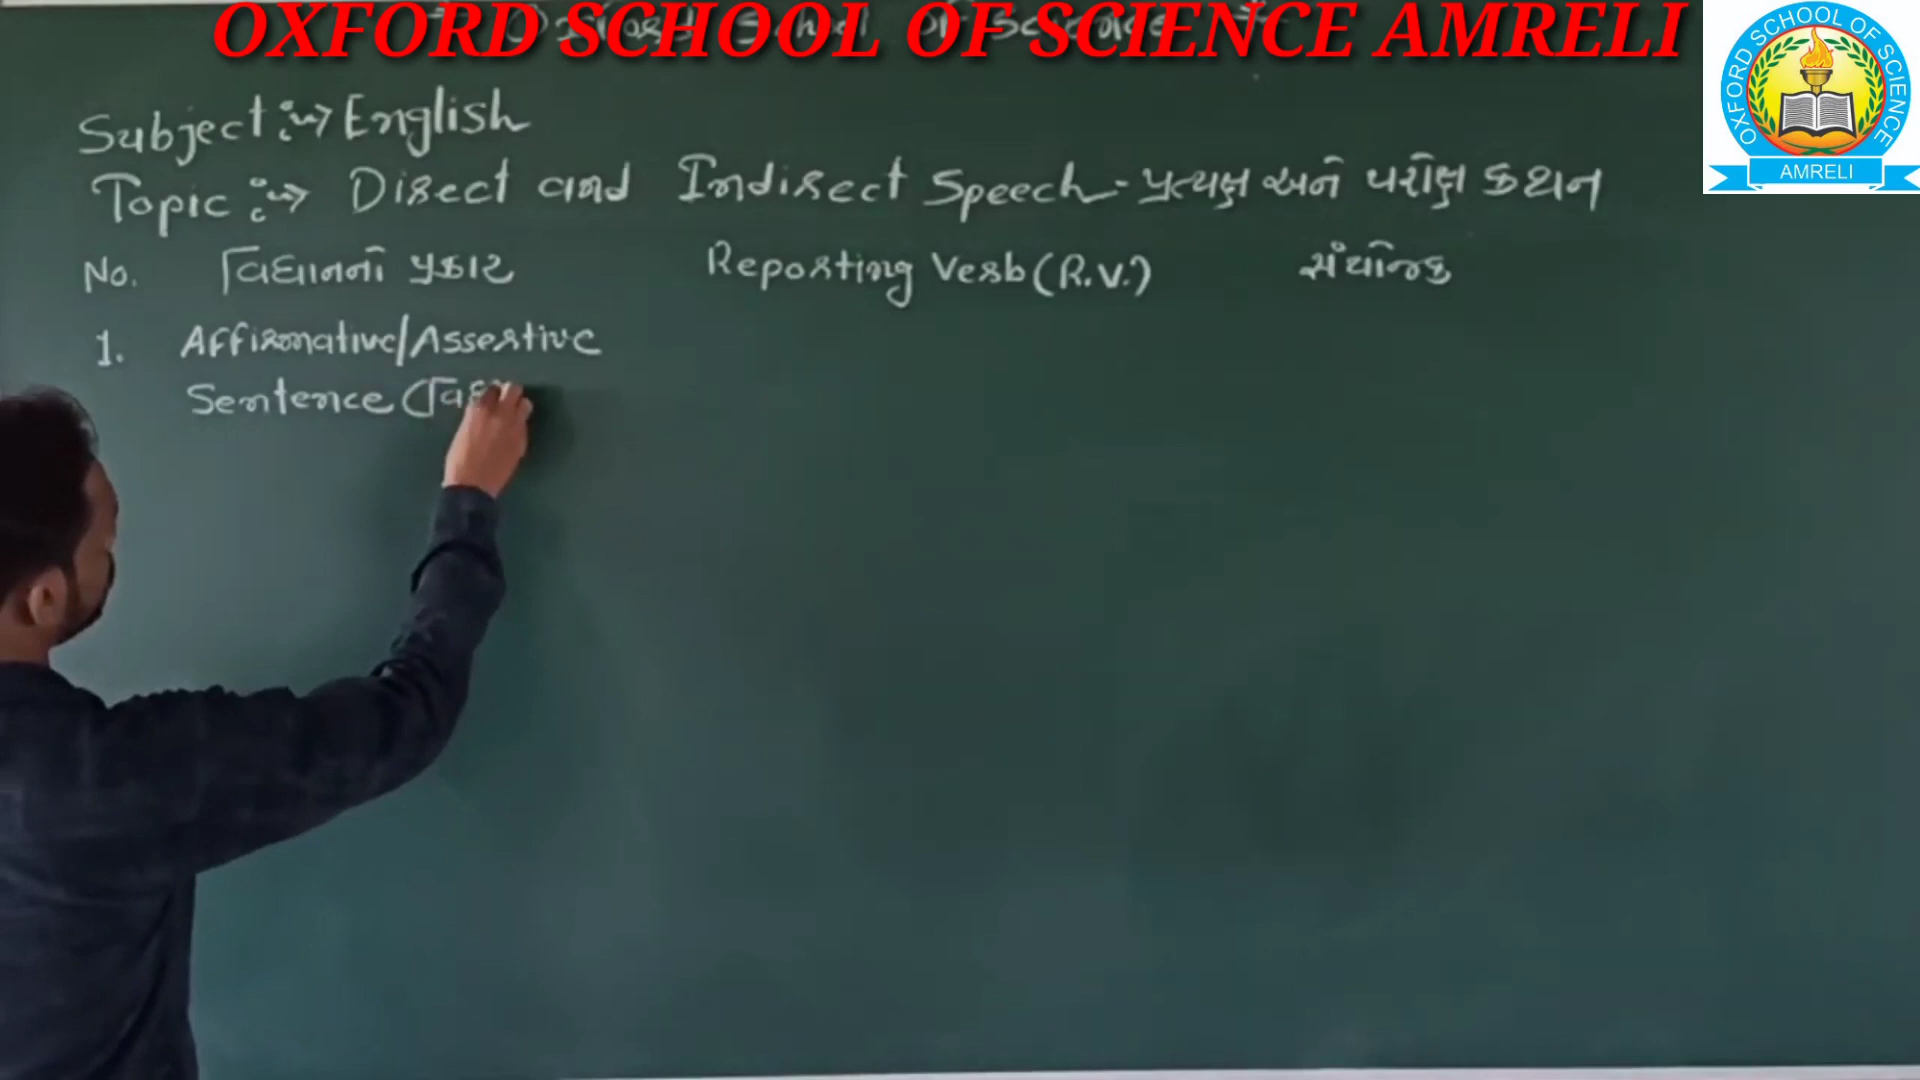 OXFORD SCHOOL OF SCIENCE AMRELI
OXFORD SCHOOL OF SCIENCE
AMRELI
Subject :-> English
Topic :-> Direct and Indirect Speech - પ્રત્યક્ષ અને પરોક્ષ કથન
No. વિધાનનો પ્રકાર Reporting Verb (R.V.) સંયોજક
1. Affirmative/Assertive
Sentence (